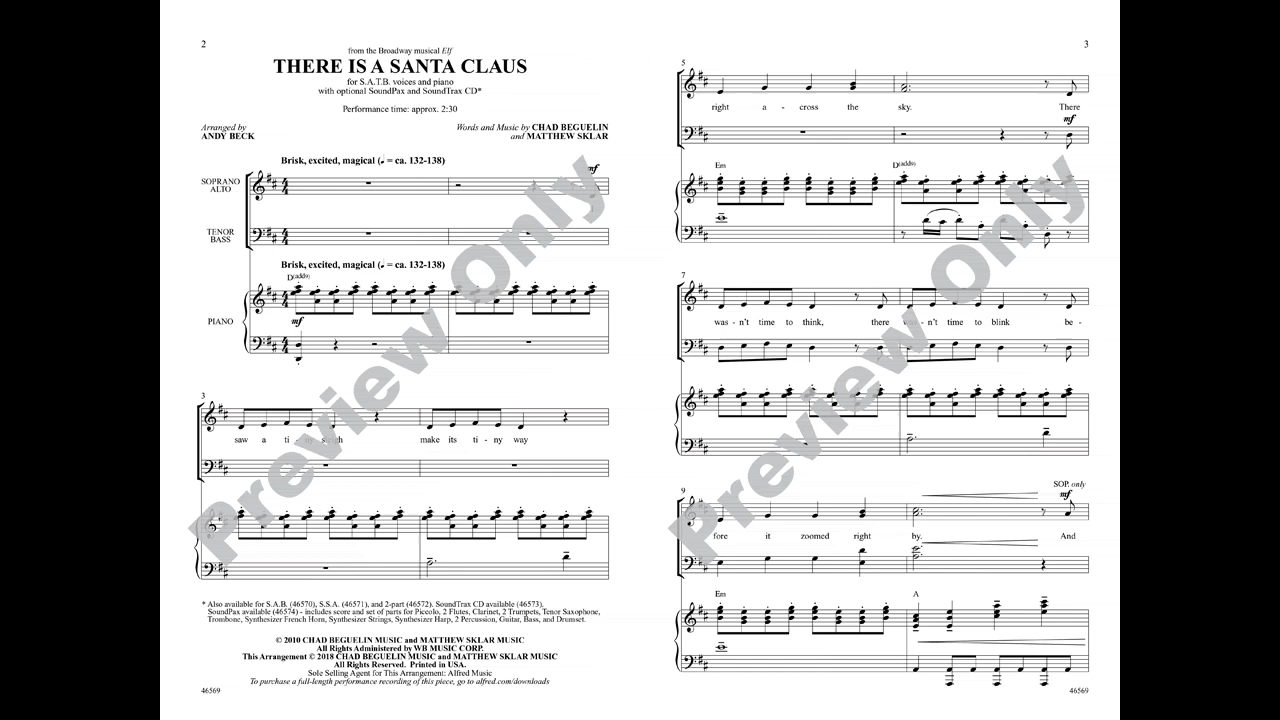 2
from the Broadway musical Elf
THERE IS A SANTA CLAUS
for S.A.T.B. voices and piano
with optional SoundPax and SoundTrax CD*
Performance time: approx. 2:30
Arranged by
ANDY BECK
Words and Music by CHAD BEGUELIN
and MATTHEW SKLAR
Brisk, excited, magical (♩ = ca. 132-138)
mf
SOPRANO
ALTO
TENOR
BASS
Brisk, excited, magical (♩ = ca. 132-138)
D(add9)
PIANO
mf
3
saw a ti - ny sleigh make its ti - ny way
* Also available for S.A.B. (46570), S.S.A. (46571), and 2-part (46572). SoundTrax CD available (46573).
SoundPax available (46574) - includes score and set of parts for Piccolo, 2 Flutes, Clarinet, 2 Trumpets, Tenor Saxophone,
Trombone, Synthesizer French Horn, Synthesizer Strings, Synthesizer Harp, 2 Percussion, Guitar, Bass, and Drumset.
© 2010 CHAD BEGUELIN MUSIC and MATTHEW SKLAR MUSIC
All Rights Administered by WB MUSIC CORP.
This Arrangement © 2018 CHAD BEGUELIN MUSIC and MATTHEW SKLAR MUSIC
All Rights Reserved. Printed in USA.
Sole Selling Agent for This Arrangement: Alfred Music
To purchase a full-length performance recording of this piece, go to alfred.com/downloads
46569
Preview Only
3
5
right a - cross the sky. There
mf
Em D(add9)
7
was - n't time to think, there was - n't time to blink be -
9
SOP. only
mf
fore it zoomed right by. And
Em A
46569
Preview Only